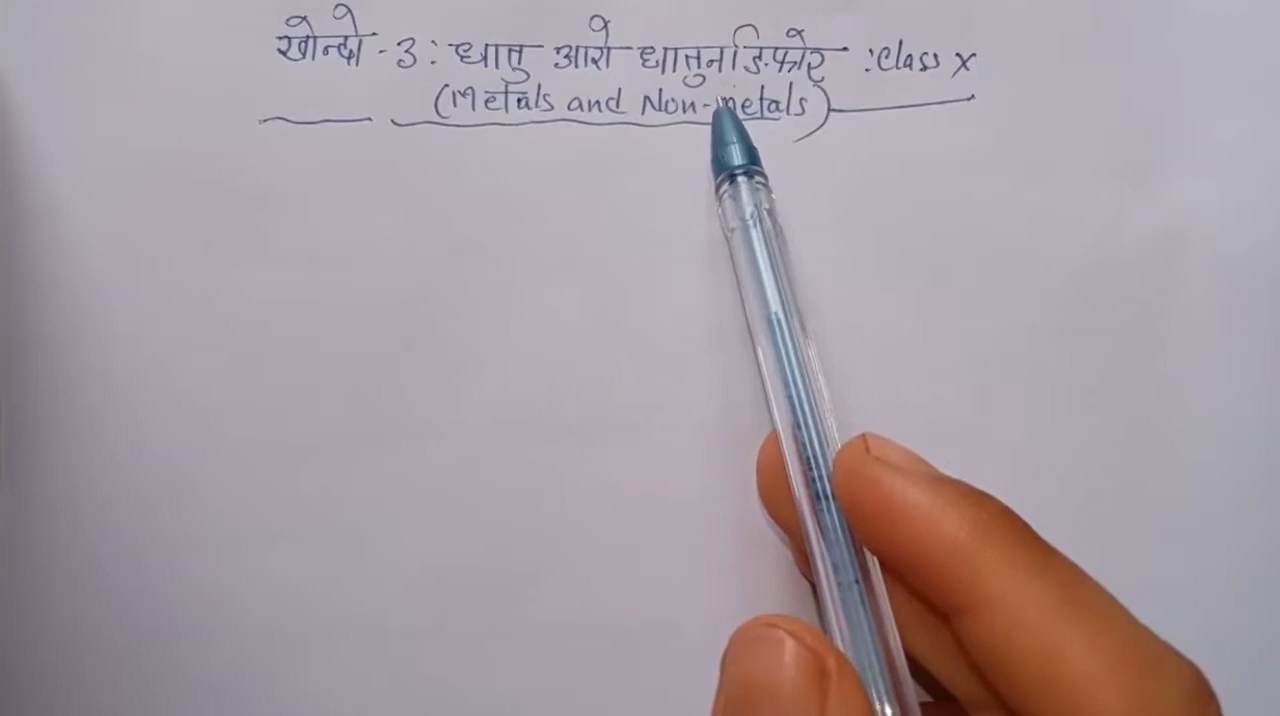 खोन्दो - 3: धातु आरो धातुनङिफोर :Class X
(Metals and Non-metals)